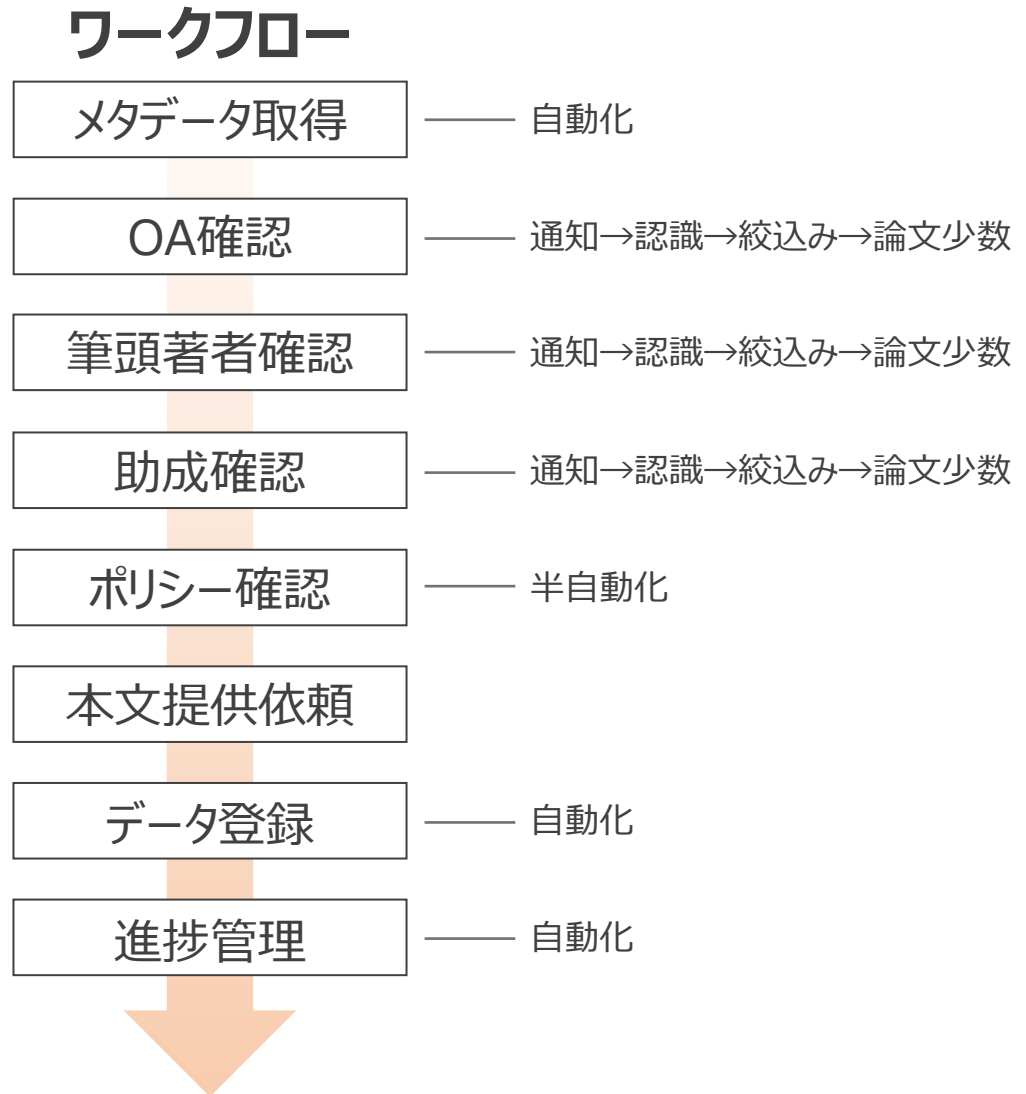 ワークフロー
メタデータ取得 自動化
OA確認 通知→認識→絞込み→論文少数
筆頭著者確認 通知→認識→絞込み→論文少数
助成確認 通知→認識→絞込み→論文少数
ポリシー確認 半自動化
本文提供依頼
データ登録 自動化
進捗管理 自動化